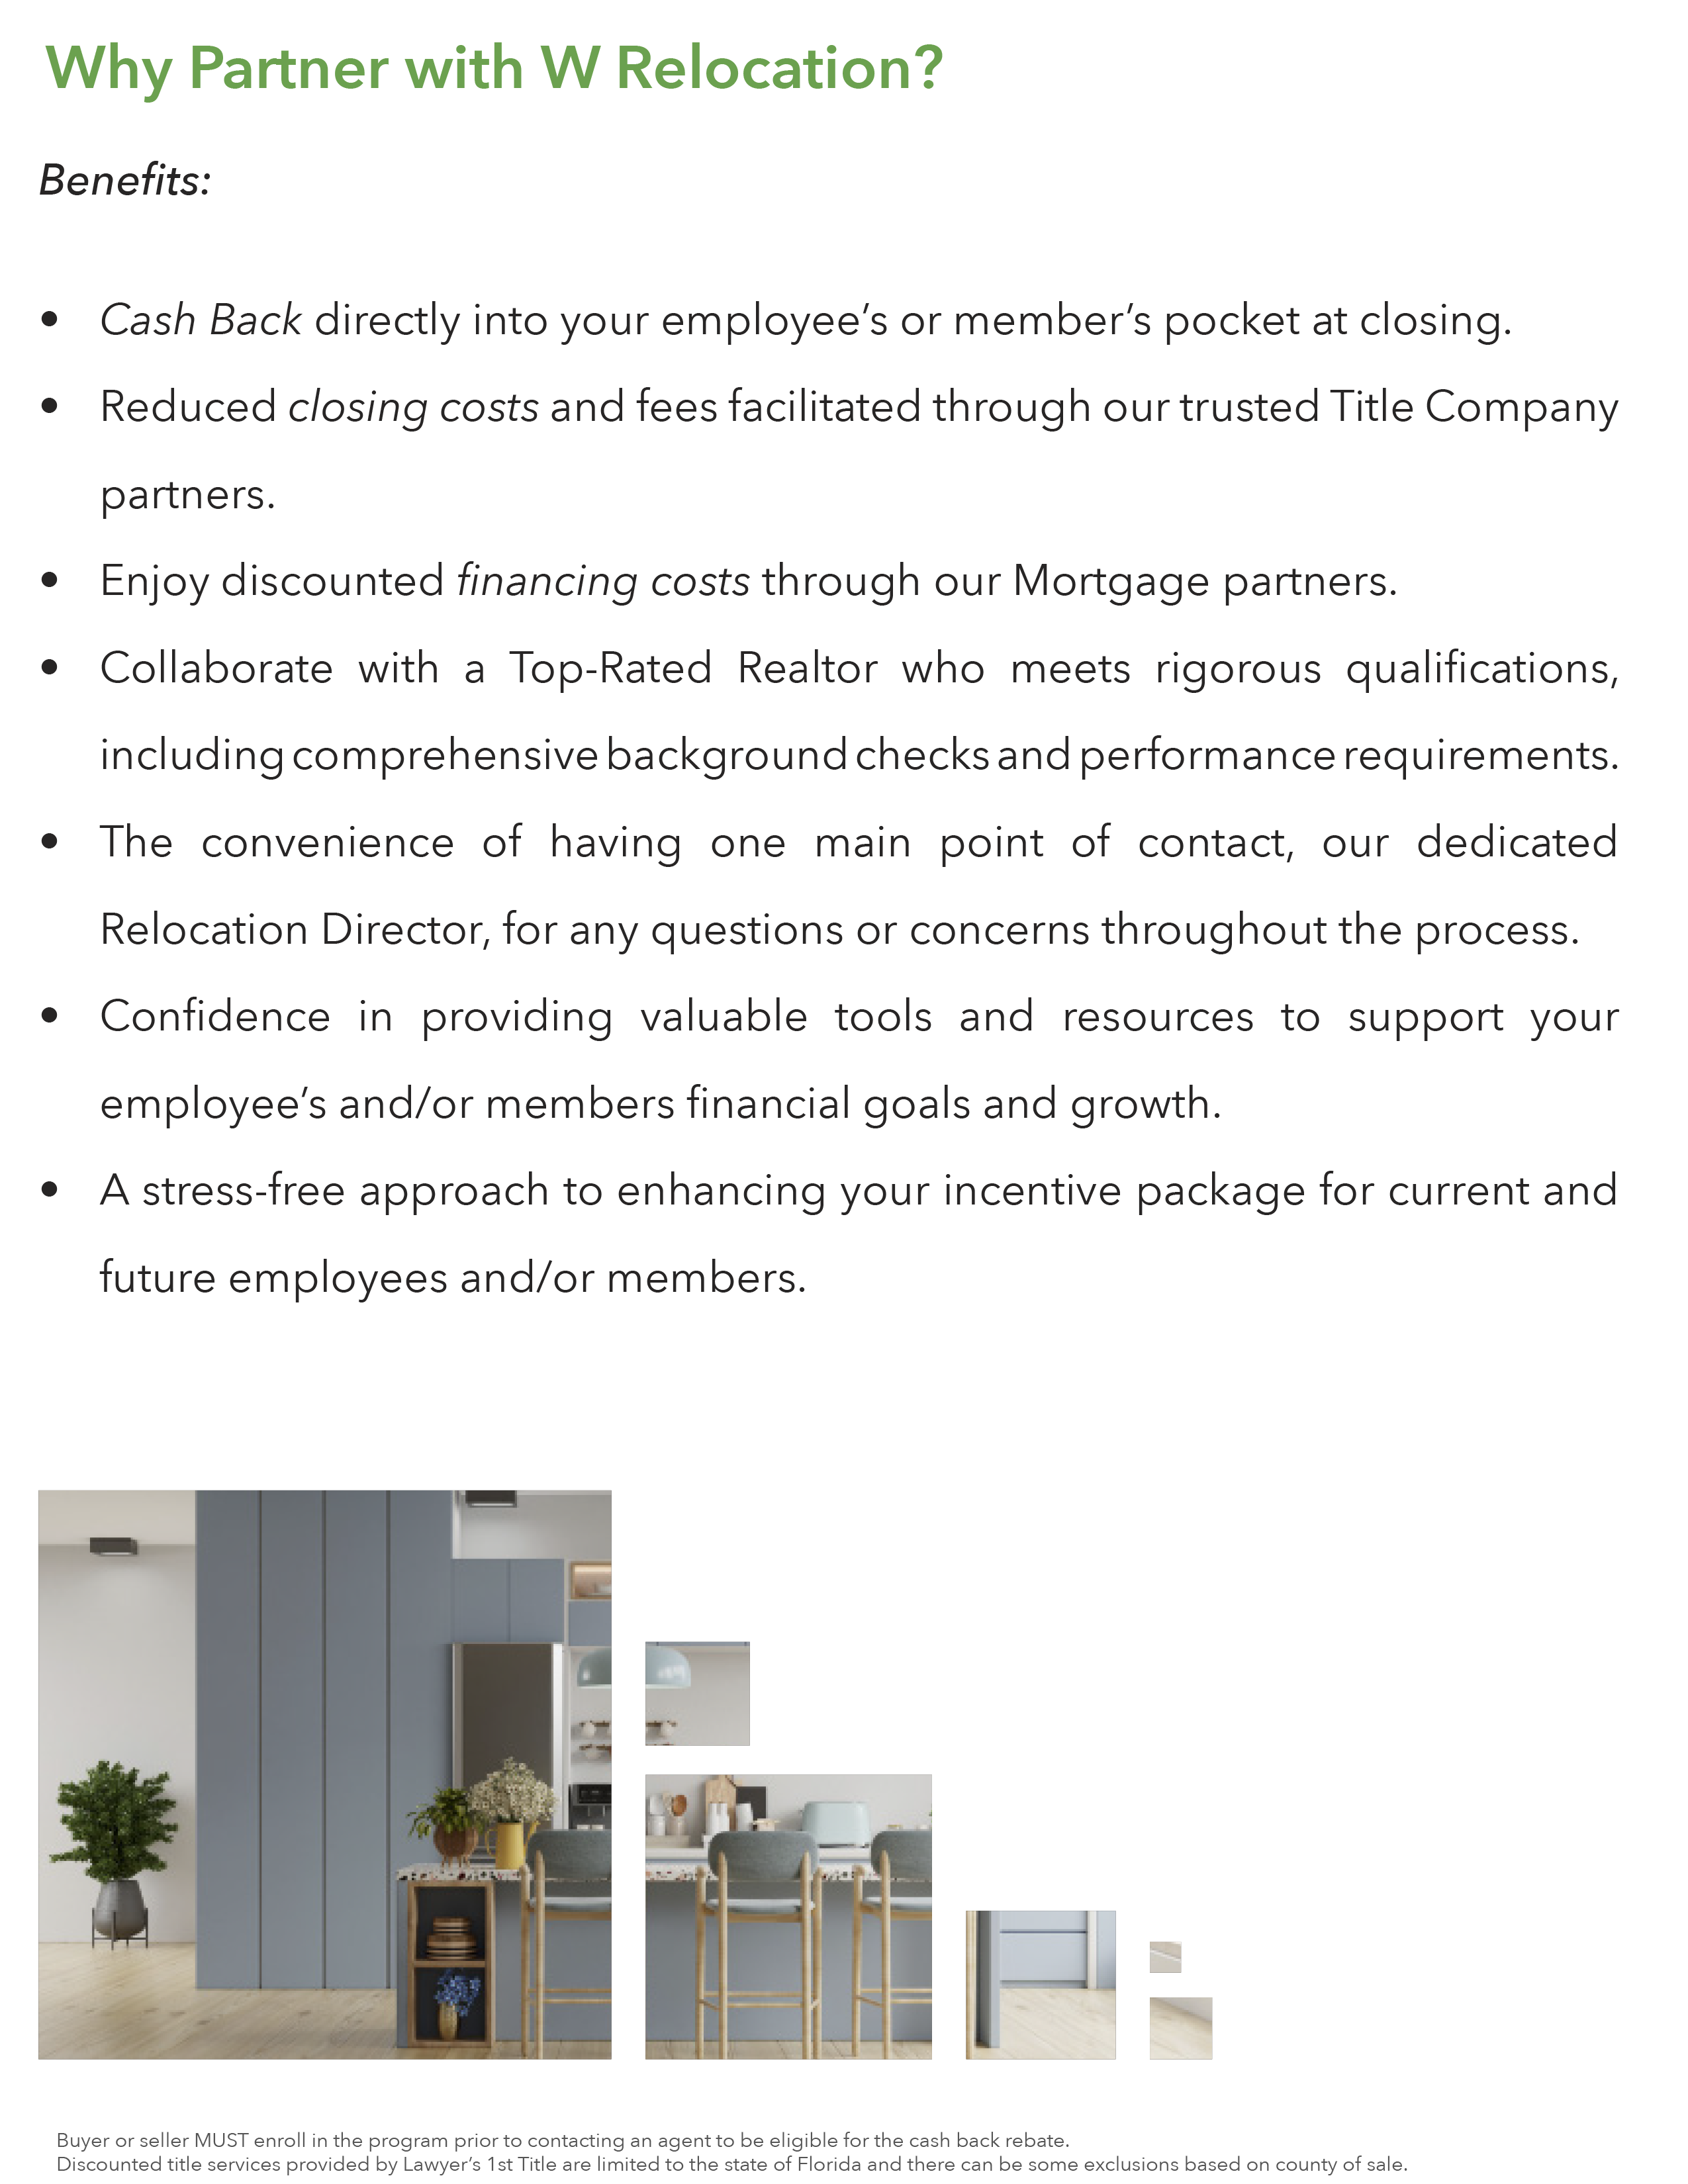 Why Partner with W Relocation?
Benefits:
• Cash Back directly into your employee’s or member’s pocket at closing.
• Reduced closing costs and fees facilitated through our trusted Title Company
partners.
• Enjoy discounted financing costs through our Mortgage partners.
• Collaborate with a Top-Rated Realtor who meets rigorous qualifications,
including comprehensive background checks and performance requirements.
• The convenience of having one main point of contact, our dedicated
Relocation Director, for any questions or concerns throughout the process.
• Confidence in providing valuable tools and resources to support your
employee’s and/or members financial goals and growth.
• A stress-free approach to enhancing your incentive package for current and
future employees and/or members.
Buyer or seller MUST enroll in the program prior to contacting an agent to be eligible for the cash back rebate.
Discounted title services provided by Lawyer’s 1st Title are limited to the state of Florida and there can be some exclusions based on county of sale.